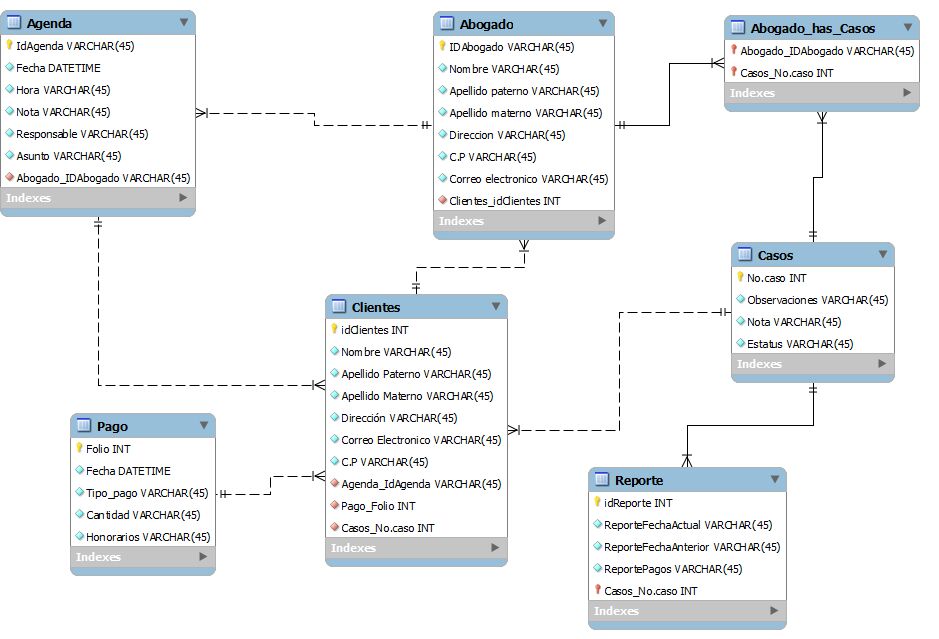 Agenda
IdAgenda VARCHAR(45)
Fecha DATETIME
Hora VARCHAR(45)
Nota VARCHAR(45)
Responsable VARCHAR(45)
Asunto VARCHAR(45)
Abogado_IDAbogado VARCHAR(45)
Indexes
Abogado
IDAbogado VARCHAR(45)
Nombre VARCHAR(45)
Apellido paterno VARCHAR(45)
Apellido materno VARCHAR(45)
Direccion VARCHAR(45)
C.P VARCHAR(45)
Correo electronico VARCHAR(45)
Clientes_idClientes INT
Indexes
Abogado_has_Casos
Abogado_IDAbogado VARCHAR(45)
Casos_No.caso INT
Indexes
Casos
No.caso INT
Observaciones VARCHAR(45)
Nota VARCHAR(45)
Estatus VARCHAR(45)
Indexes
Clientes
idClientes INT
Nombre VARCHAR(45)
Apellido Paterno VARCHAR(45)
Apellido Materno VARCHAR(45)
Dirección VARCHAR(45)
Correo Electronico VARCHAR(45)
C.P VARCHAR(45)
Agenda_IdAgenda VARCHAR(45)
Pago_Folio INT
Casos_No.caso INT
Indexes
Pago
Folio INT
Fecha DATETIME
Tipo_pago VARCHAR(45)
Cantidad VARCHAR(45)
Honorarios VARCHAR(45)
Indexes
Reporte
idReporte INT
ReporteFechaActual VARCHAR(45)
ReporteFechaAnterior VARCHAR(45)
ReportePagos VARCHAR(45)
Casos_No.caso INT
Indexes